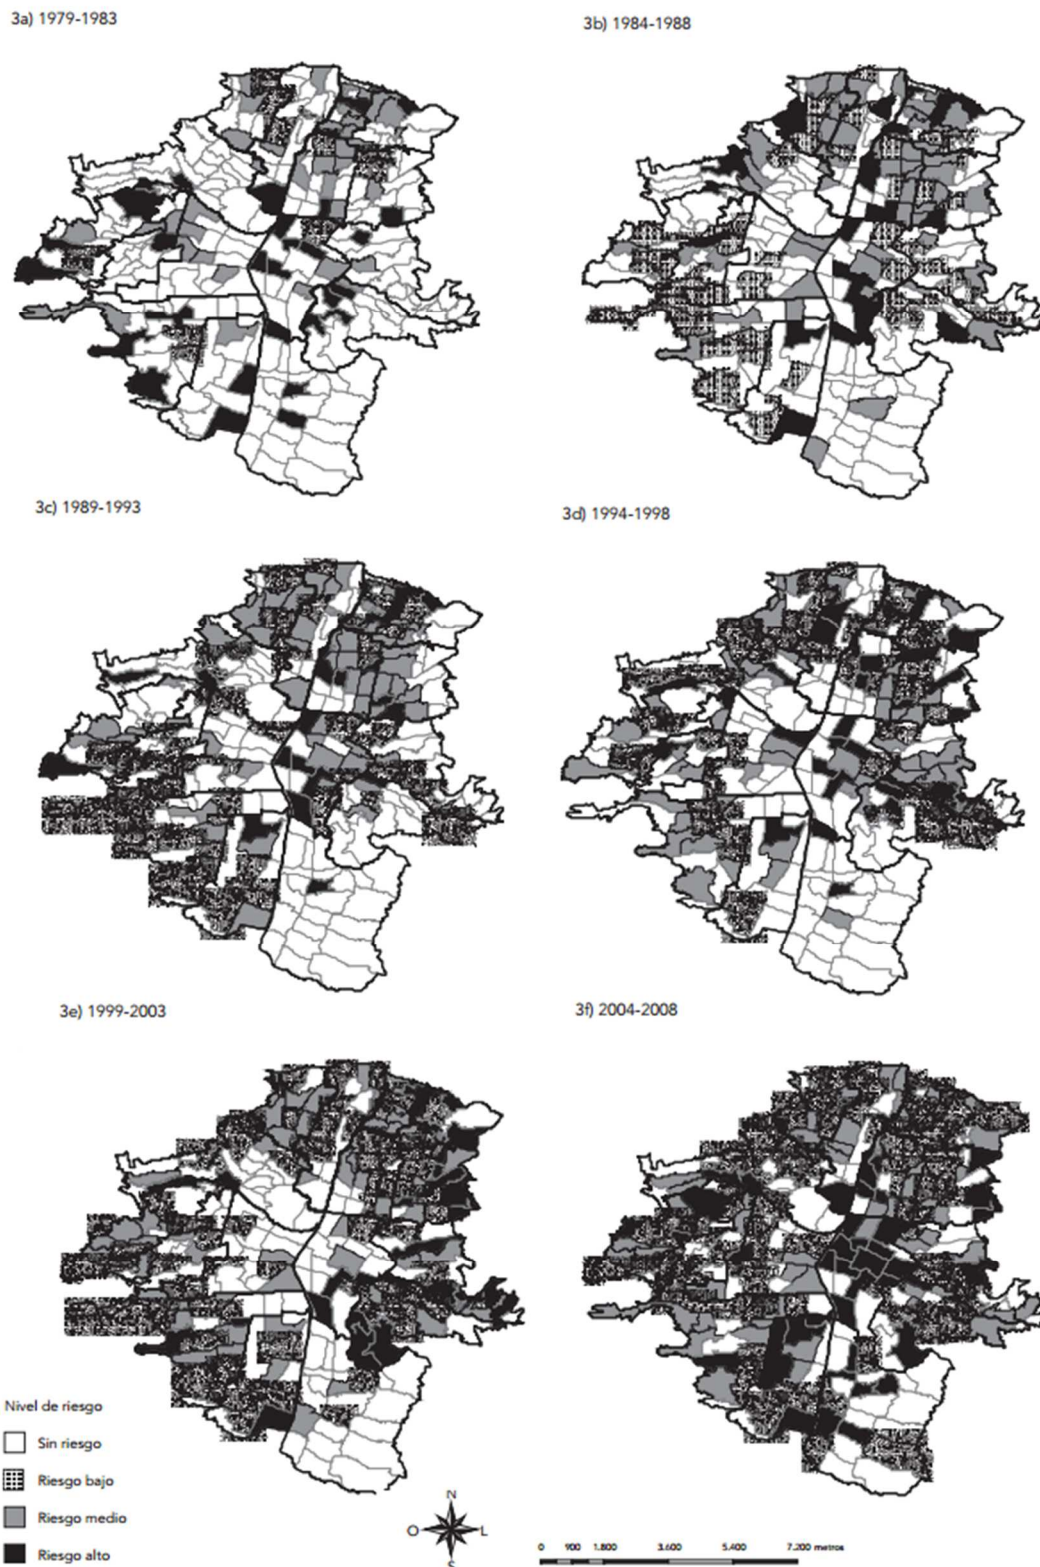 3a) 1979-1983
3b) 1984-1988
3c) 1989-1993
3d) 1994-1998
3e) 1999-2003
3f) 2004-2008
Nivel de riesgo
Sin riesgo
Riesgo bajo
Riesgo medio
Riesgo alto
N
O L
S
0 900 1.800 3.600 5.400 7.200 metros